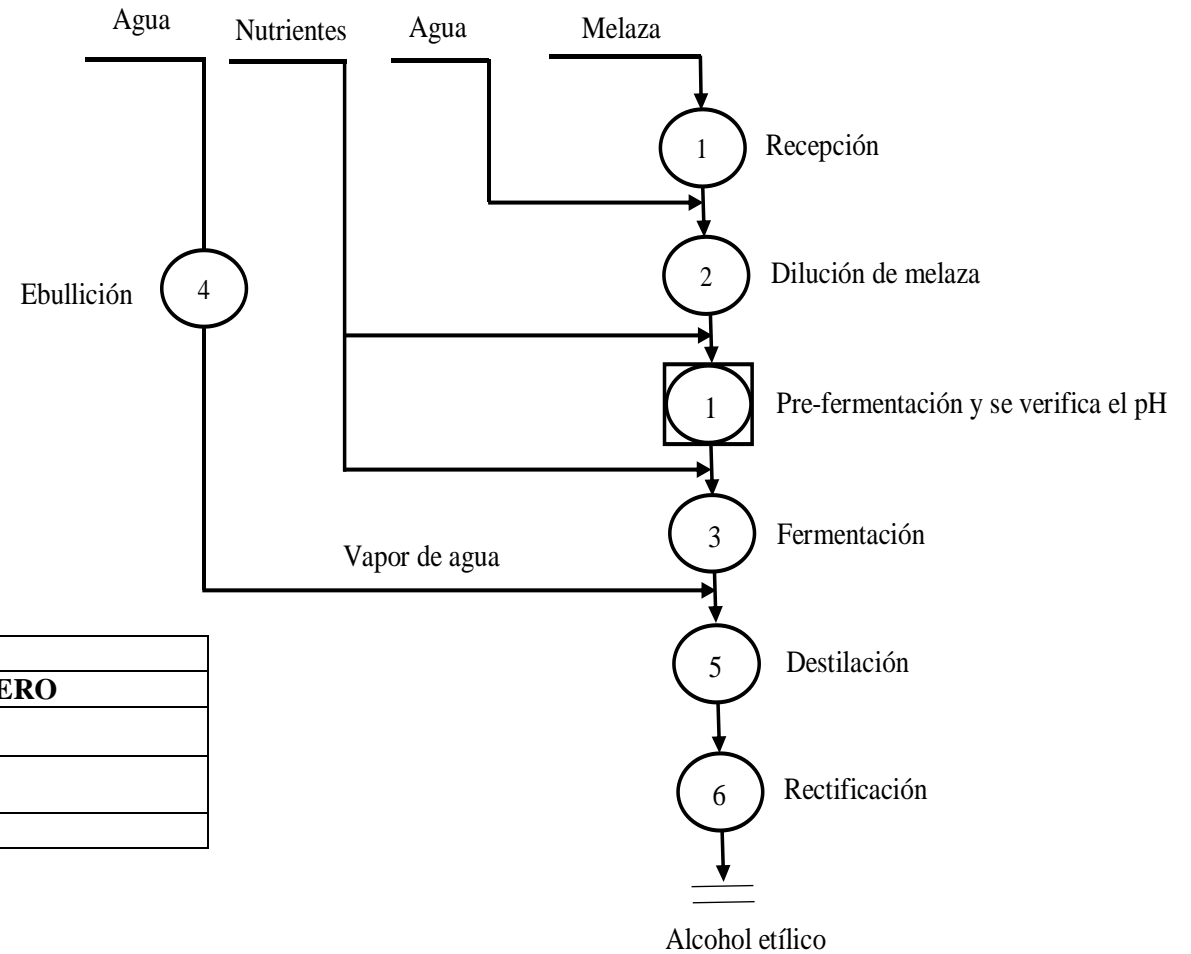 Agua
Nutrientes
Agua
Melaza
1
Recepción
2
Dilución de melaza
Ebullición
4
1
Pre-fermentación y se verifica el pH
3
Fermentación
Vapor de agua
5
Destilación
ERO
6
Rectificación
Alcohol etílico